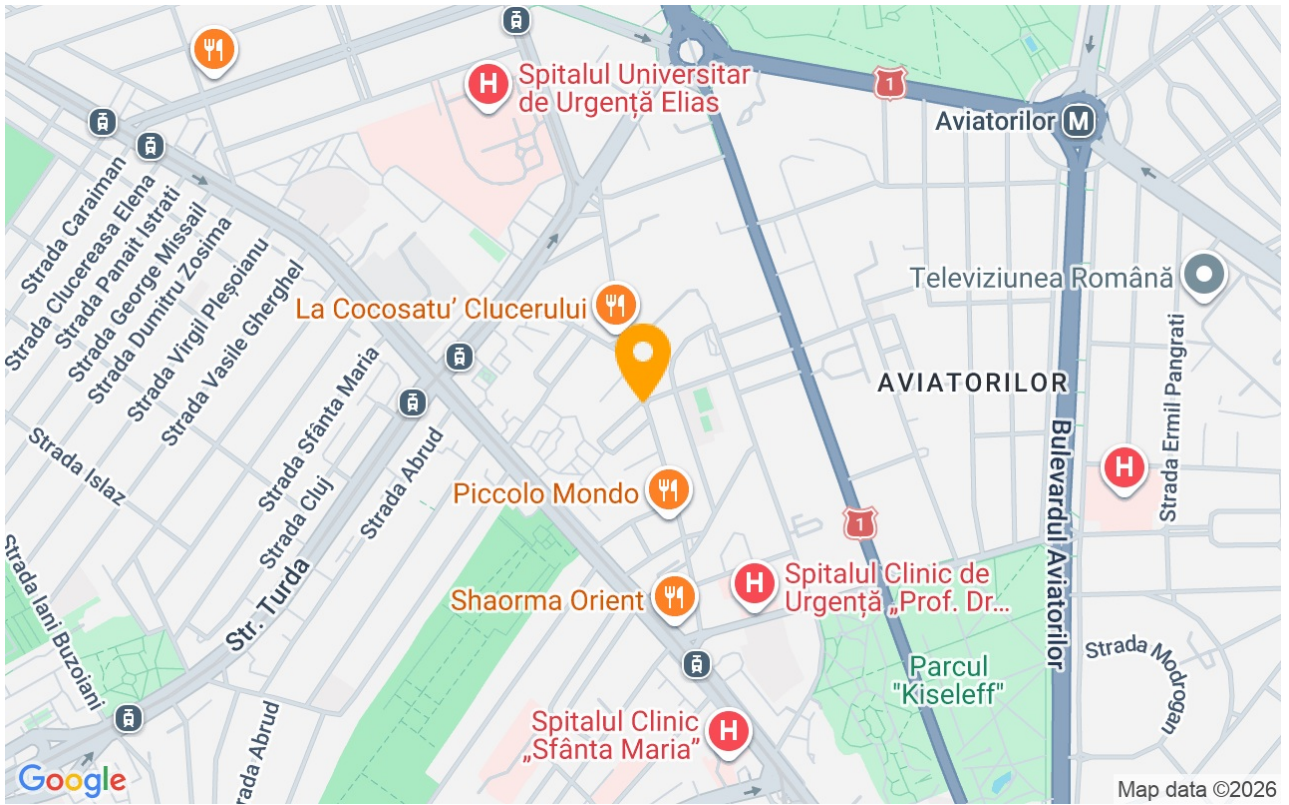 Spitalul Universitar
de Urgență Elias
1
Aviatorilor
M
H
Strada Caraiman
Strada Clucereasa Elena
Strada Panait Istrati
Strada George Missail
Strada Dumitru Zosima
Strada Virgil Pleșoianu
Strada Vasile Gherghel
Televiziunea Română
La Cocosatu’ Clucerului
AVIATORILOR
Strada Sfânta Maria
Strada Cluj
Strada Abrud
Strada Islaz
Strada Ermil Pangrati
Bulevardul Aviatorilor
H
Piccolo Mondo
1
Strada Iani Buzoiani
Str. Turda
Shaorma Orient
H
Spitalul Clinic de
Urgență „Prof. Dr...
Parcul
"Kiseleff"
Strada Modrogan
Strada Abrud
Spitalul Clinic
„Sfânta Maria”
H
Google
Map data ©2026